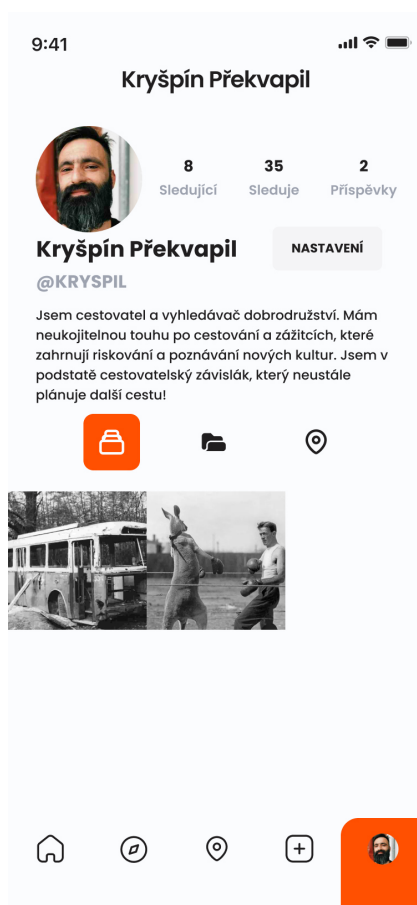 9:41
Kryšpín Překvapil
8 35 2
Sledující Sleduje Příspěvky
Kryšpín Překvapil
NASTAVENÍ
@KRYSPIL
Jsem cestovatel a vyhledávač dobrodružství. Mám
neukojitelnou touhu po cestování a zážitcích, které
zahrnují riskování a poznávání nových kultur. Jsem v
podstatě cestovatelský závislák, který neustále
plánuje další cestu!